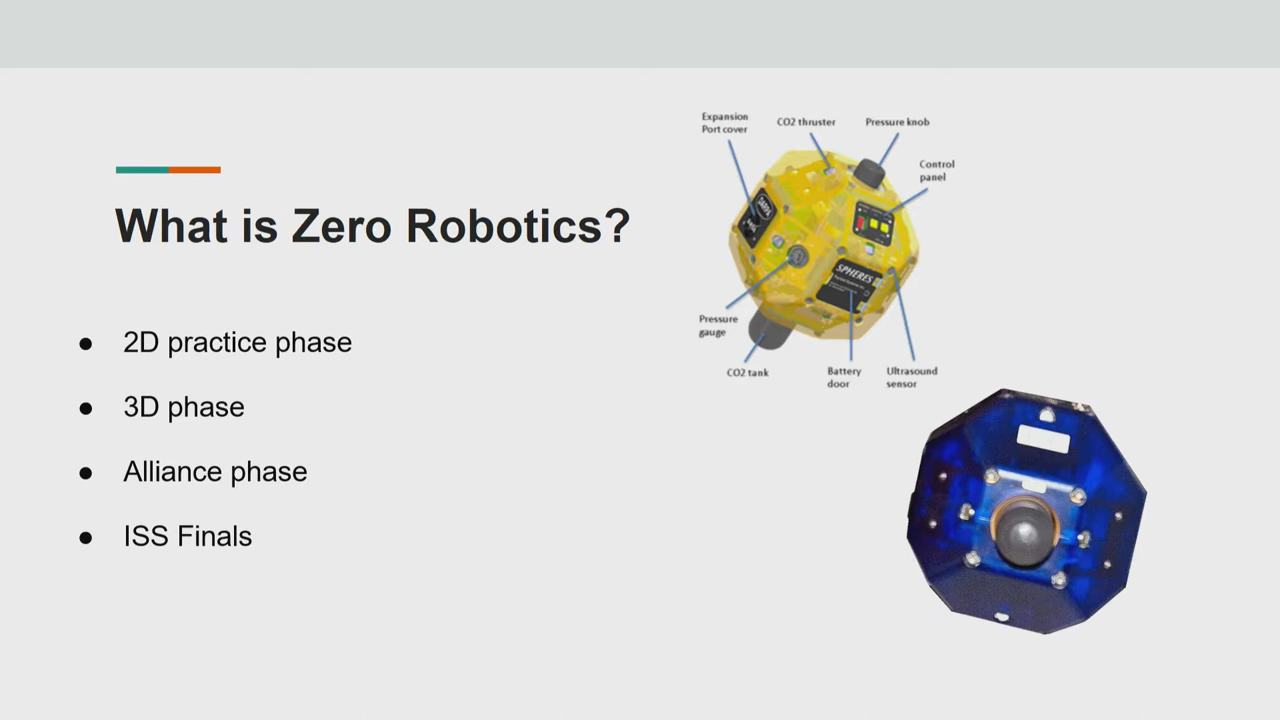 What is Zero Robotics?
● 2D practice phase
● 3D phase
● Alliance phase
● ISS Finals
Expansion
Port cover
CO2 thruster
Pressure knob
Control
panel
SPHERES
Pressure
gauge
CO2 tank
Battery
door
Ultrasound
sensor